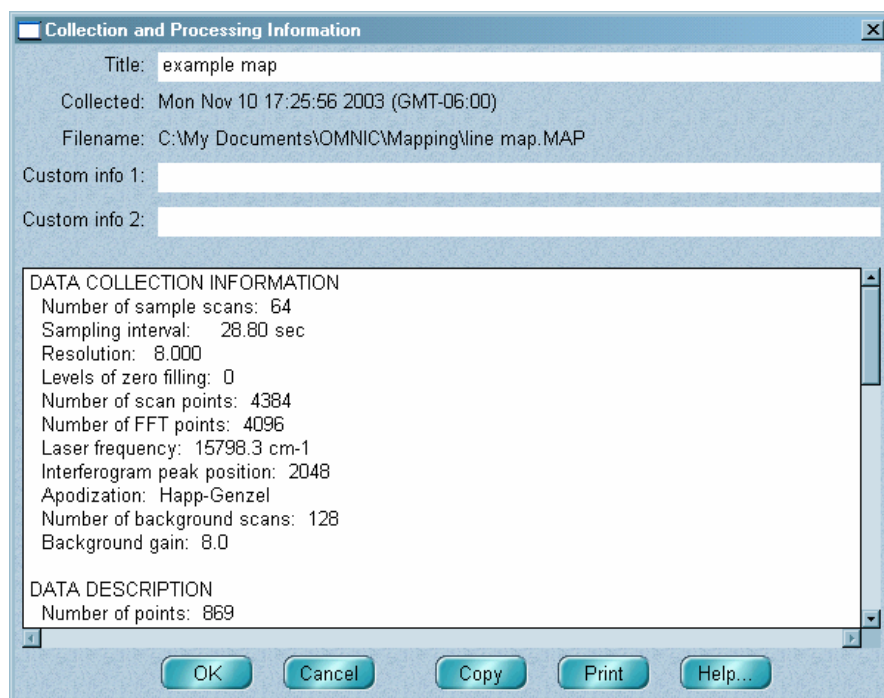 Collection and Processing Information
Title: example map
Collected: Mon Nov 10 17:25:56 2003 (GMT-06:00)
Filename: C:\My Documents\OMNIC\Mapping\line map.MAP
Custom info 1:
Custom info 2:
DATA COLLECTION INFORMATION
Number of sample scans: 64
Sampling interval: 28.80 sec
Resolution: 8.000
Levels of zero filling: 0
Number of scan points: 4384
Number of FFT points: 4096
Laser frequency: 15798.3 cm-1
Interferogram peak position: 2048
Apodization: Happ-Genzel
Number of background scans: 128
Background gain: 8.0
DATA DESCRIPTION
Number of points: 869
OK Cancel Copy Print Help...